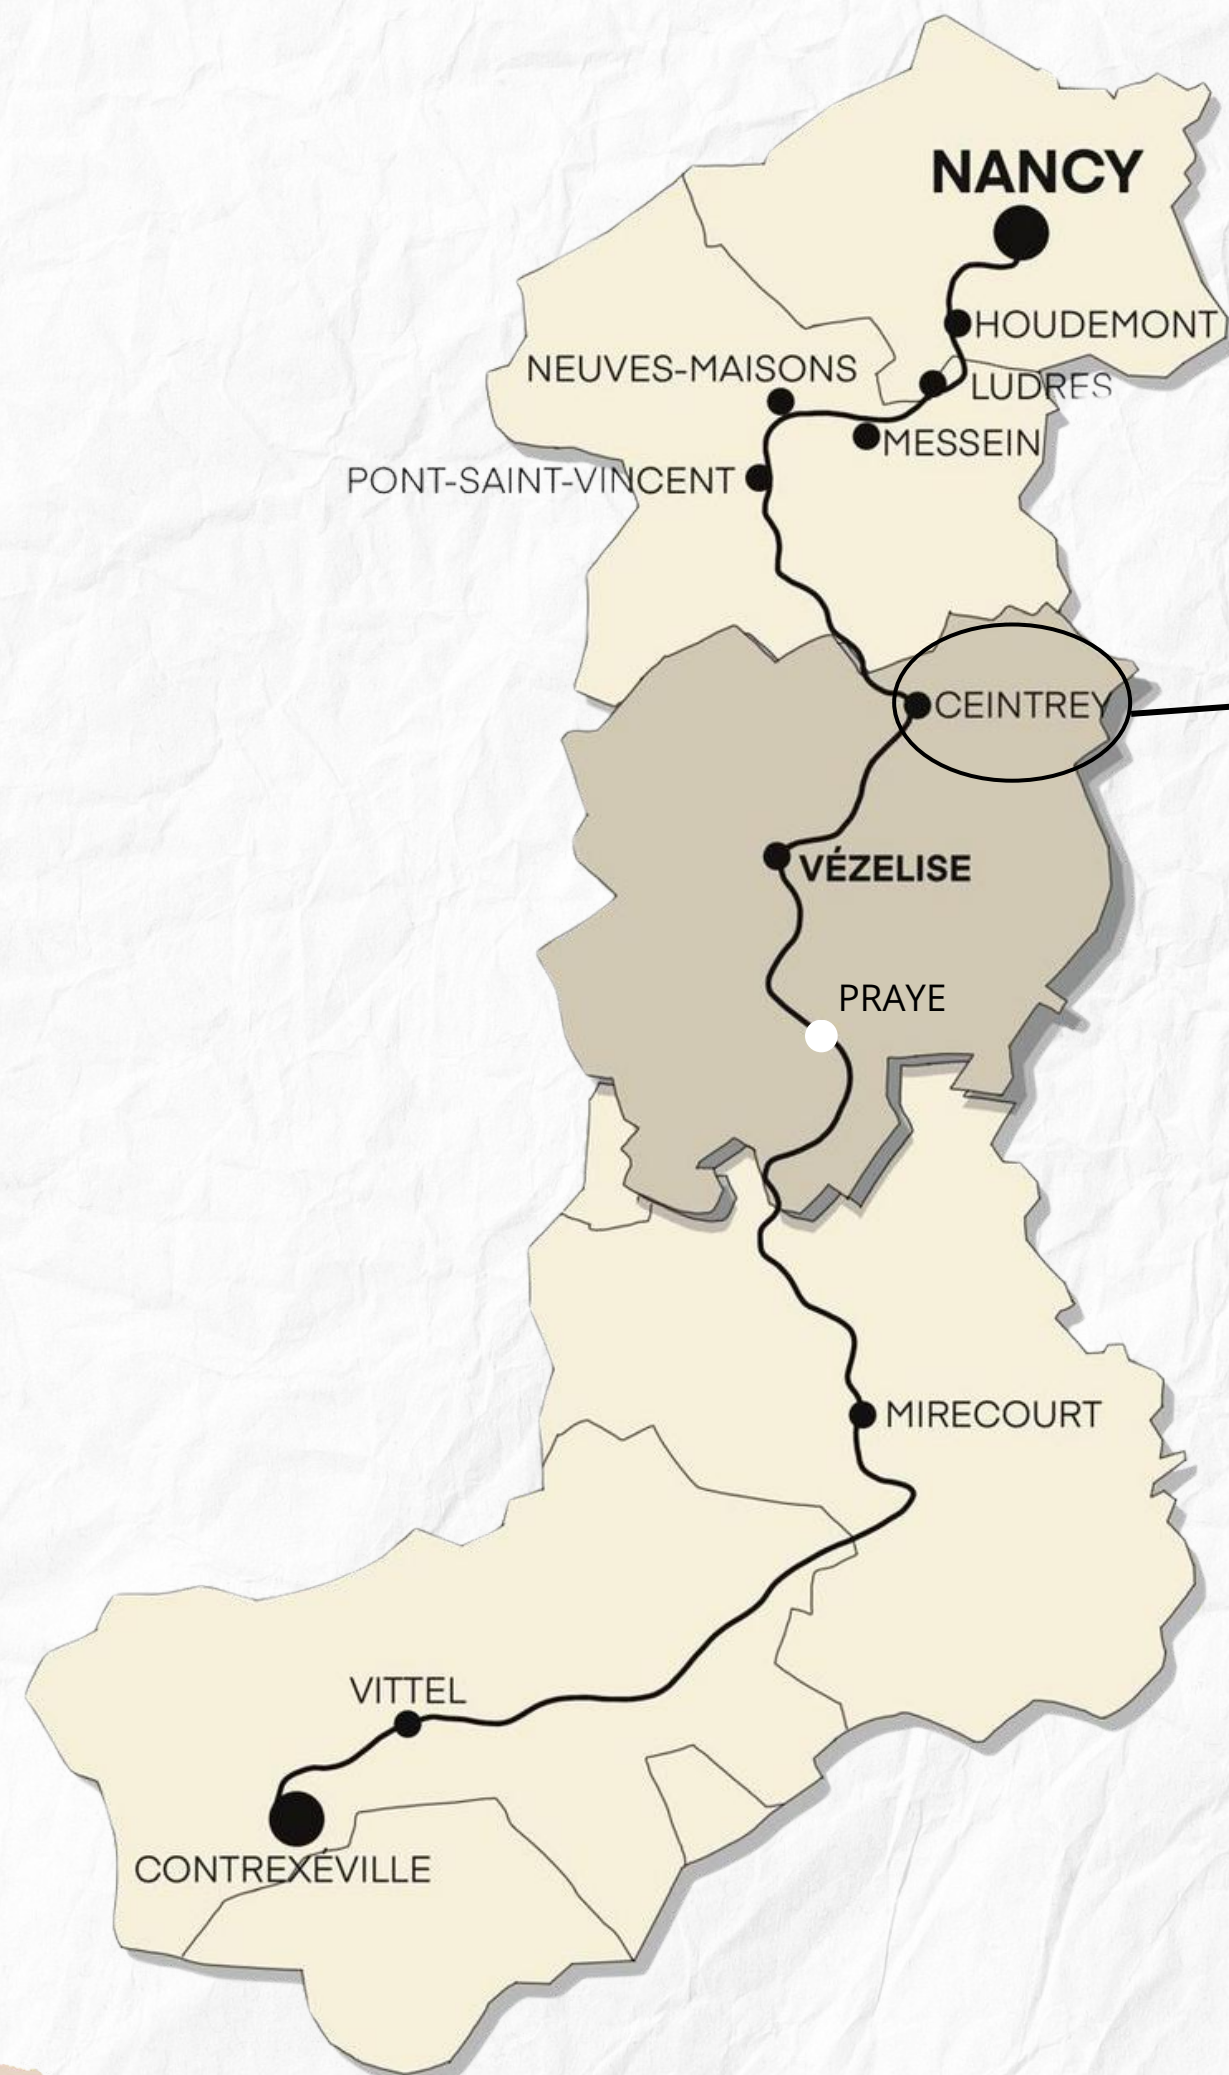 NANCY
HOUDEMONT
NEUVES-MAISONS
LUDRES
MESSEIN
PONT-SAINT-VINCENT
CEINTREY
VÉZELISE
PRAYE
MIRECOURT
VITTEL
CONTREXÉVILLE